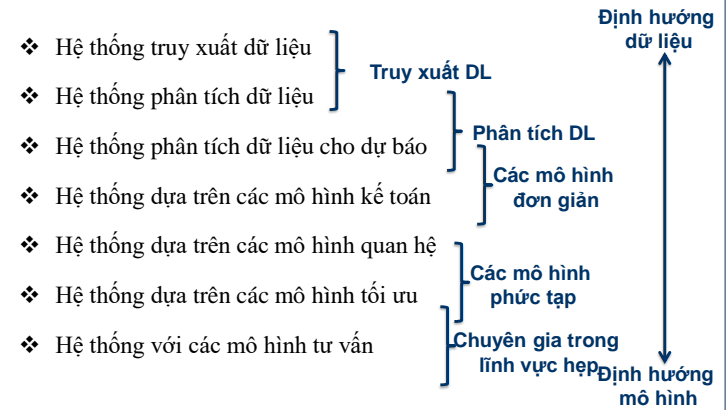 Định hướng
dữ liệu
❖ Hệ thống truy xuất dữ liệu
Truy xuất DL
❖ Hệ thống phân tích dữ liệu
Phân tích DL
❖ Hệ thống phân tích dữ liệu cho dự báo
Các mô hình
đơn giản
❖ Hệ thống dựa trên các mô hình kế toán
❖ Hệ thống dựa trên các mô hình quan hệ
Các mô hình
phức tạp
❖ Hệ thống dựa trên các mô hình tối ưu
❖ Hệ thống với các mô hình tư vấn
Chuyên gia trong
lĩnh vực hẹp
Định hướng
mô hình